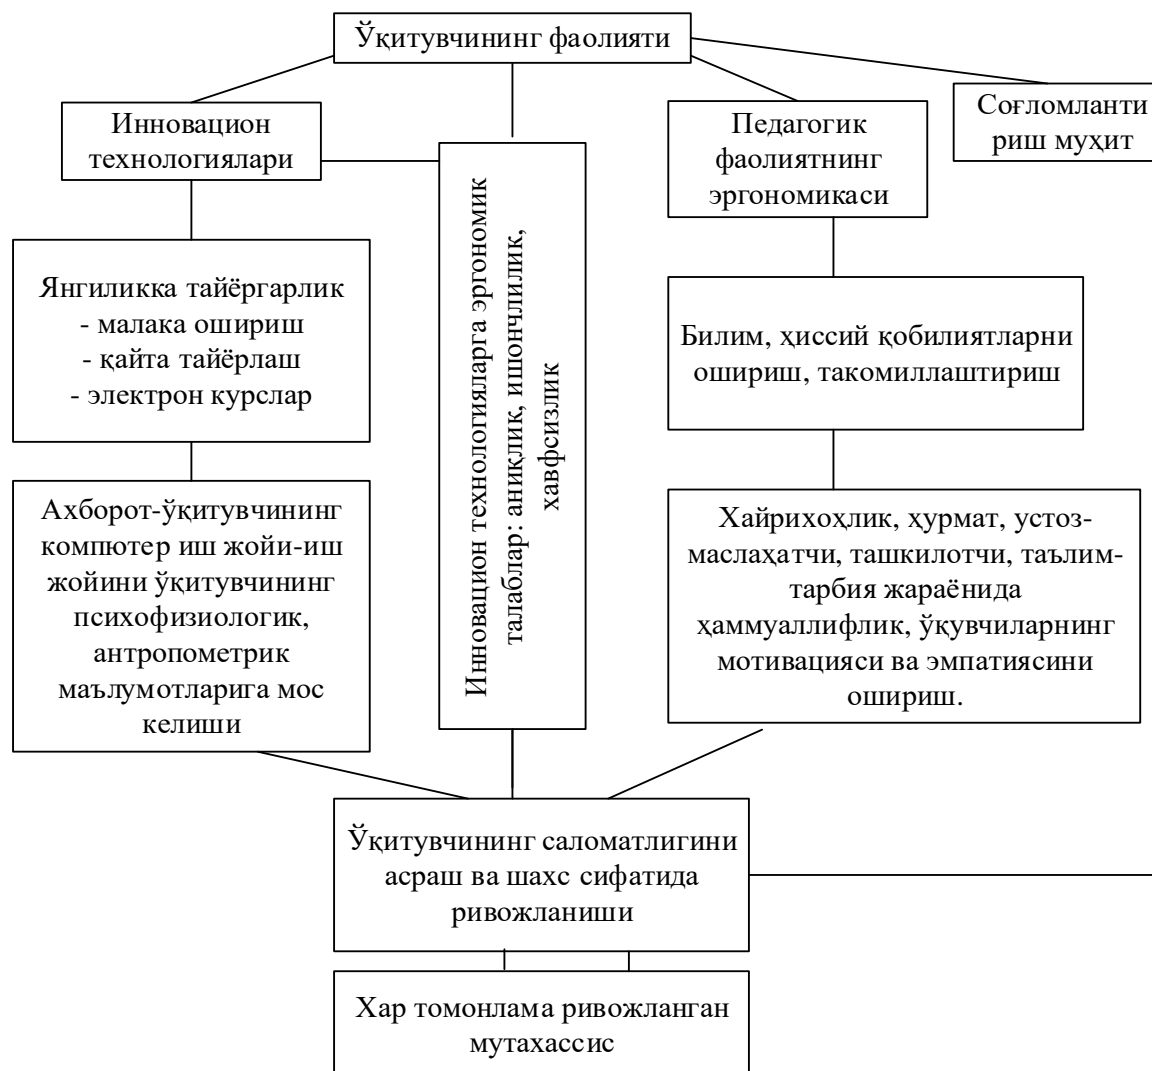 Ўқитувчининг фаолияти
Инновацион
технологиялари
Педагогик
фаолиятнинг
эргономикаси
Соғломланти
риш муҳит
Инновацион технологияларга эргономик
талаблар: аниқлик, ишончлилик,
хавфсизлик
Янгиликка тайёргарлик
- малака ошириш
- қайта тайёрлаш
- электрон курслар
Билим, ҳиссий қобилиятларни
ошириш, такомиллаштириш
Ахборот-ўқитувчининг
компютер иш жойи-иш
жойини ўқитувчининг
психофизиологик,
антропометрик
маълумотларига мос
келиши
Хайрихоҳлик, ҳурмат, устоз-
маслаҳатчи, ташкилотчи, таълим-
тарбия жараёнида
ҳаммуаллифлик, ўқувчиларнинг
мотивацияси ва эмпатиясини
ошириш.
Ўқитувчининг саломатлигини
асраш ва шахс сифатида
ривожланиши
Хар томонлама ривожланган
мутахассис